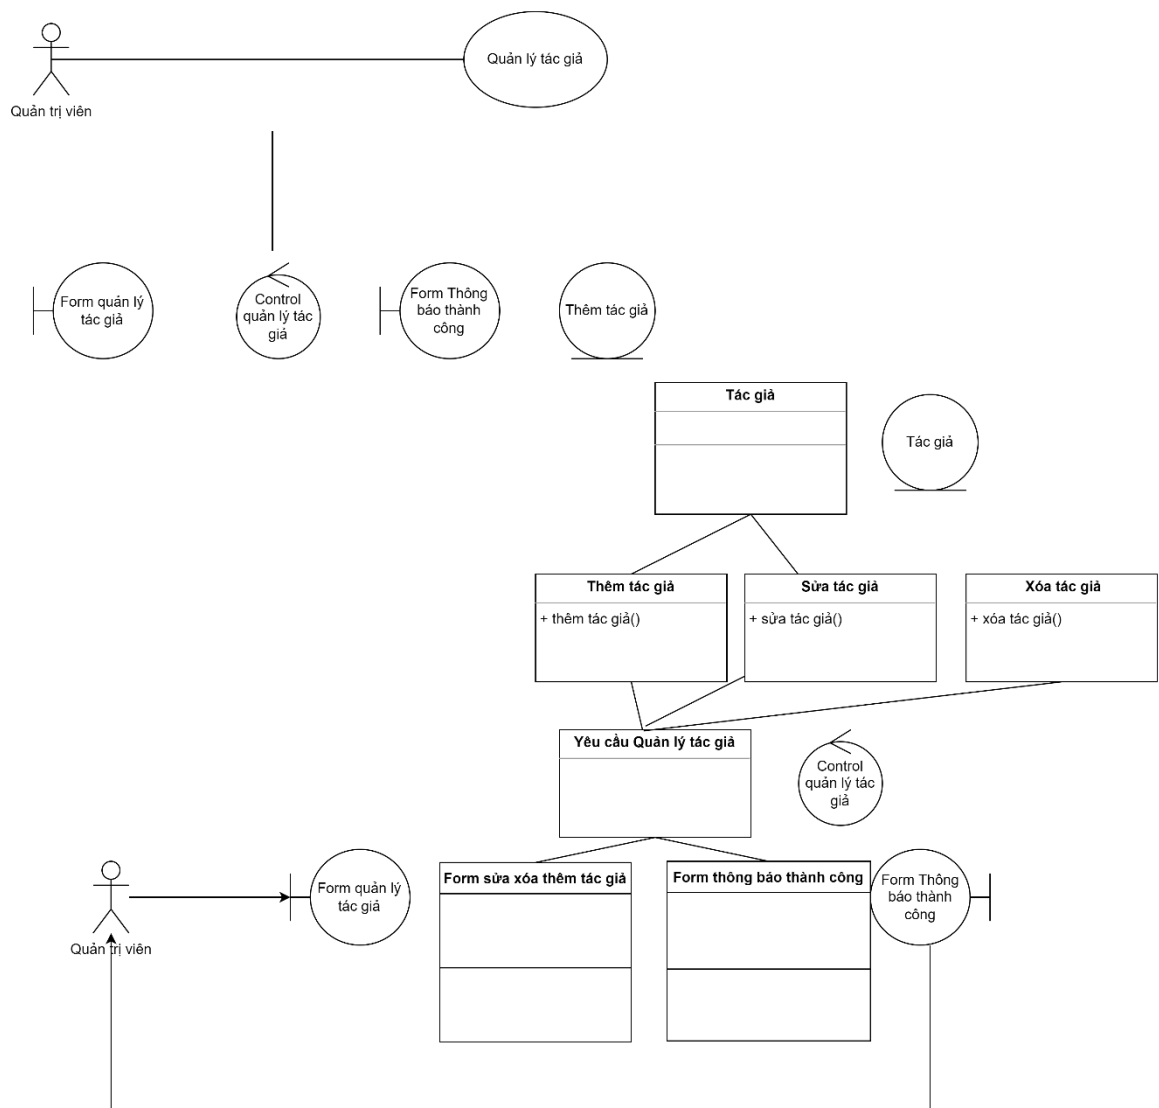 Quản lý tác giả
Quản trị viên
Form quản lý
tác giả
Control
quản lý tác
giả
Form Thông
báo thành
công
Thêm tác giả
Tác giả
Tác giả
Thêm tác giả
+ thêm tác giả()
Sửa tác giả
+ sửa tác giả()
Xóa tác giả
+ xóa tác giả()
Yêu cầu Quản lý tác giả
Control
quản lý tác
giả
Quản trị viên
Form quản lý
tác giả
Form sửa xóa thêm tác giả
Form thông báo thành công
Form Thông
báo thành
công